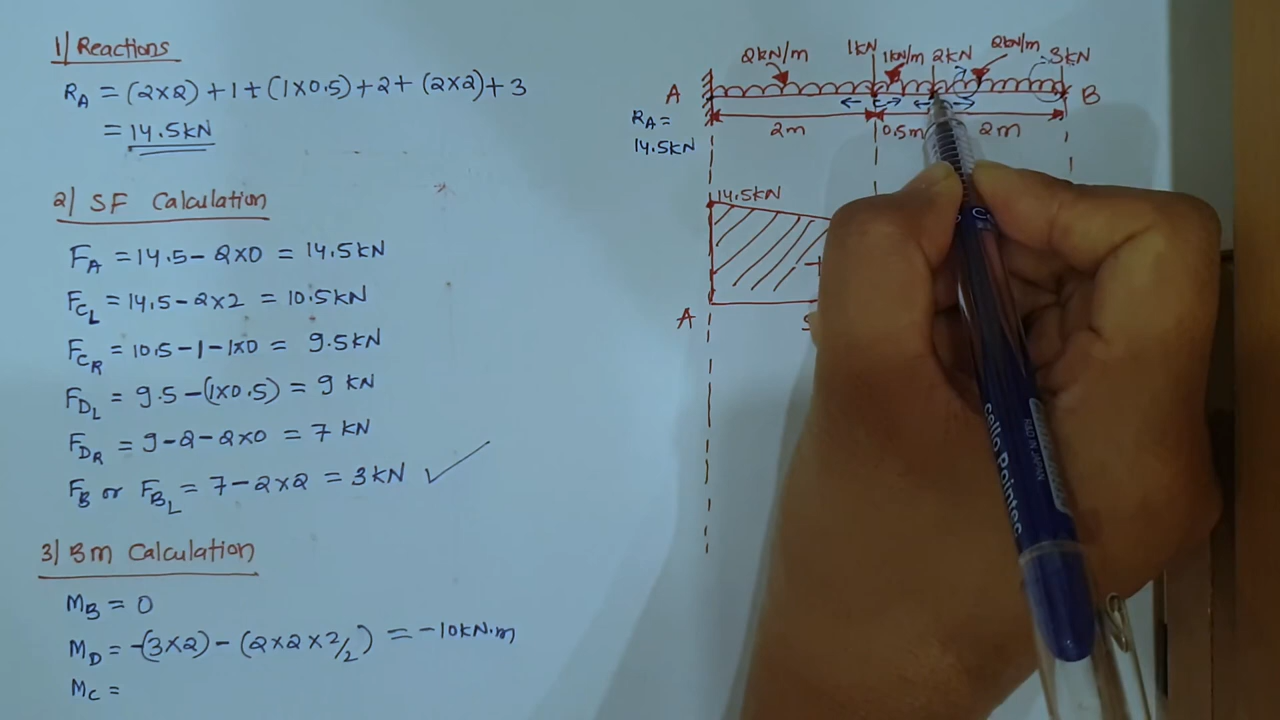 1) Reactions
RA = (2×2) + 1 + (1×0.5) + 2 + (2×2) + 3
= 14.5kN
2) SF Calculation
FA = 14.5 - 2×0 = 14.5kN
FCL = 14.5 - 2×2 = 10.5kN
FCR = 10.5 - 1 - 1×0 = 9.5kN
FDL = 9.5 - (1×0.5) = 9 kN
FDR = 9 - 2 - 2×0 = 7 kN
FB or FBL = 7 - 2×2 = 3kN ✓
3) Bm Calculation
MB = 0
MD = -(3×2) - (2×2×2/2) = -10kN.m
MC =
2kN/m 1kN 1kN/m 2kN 2kN/m 3kN
A B
RA = 14.5kN
2m 0.5m 2m
14.5kN
+
A S
cello Pointec
R&D IN JAPAN